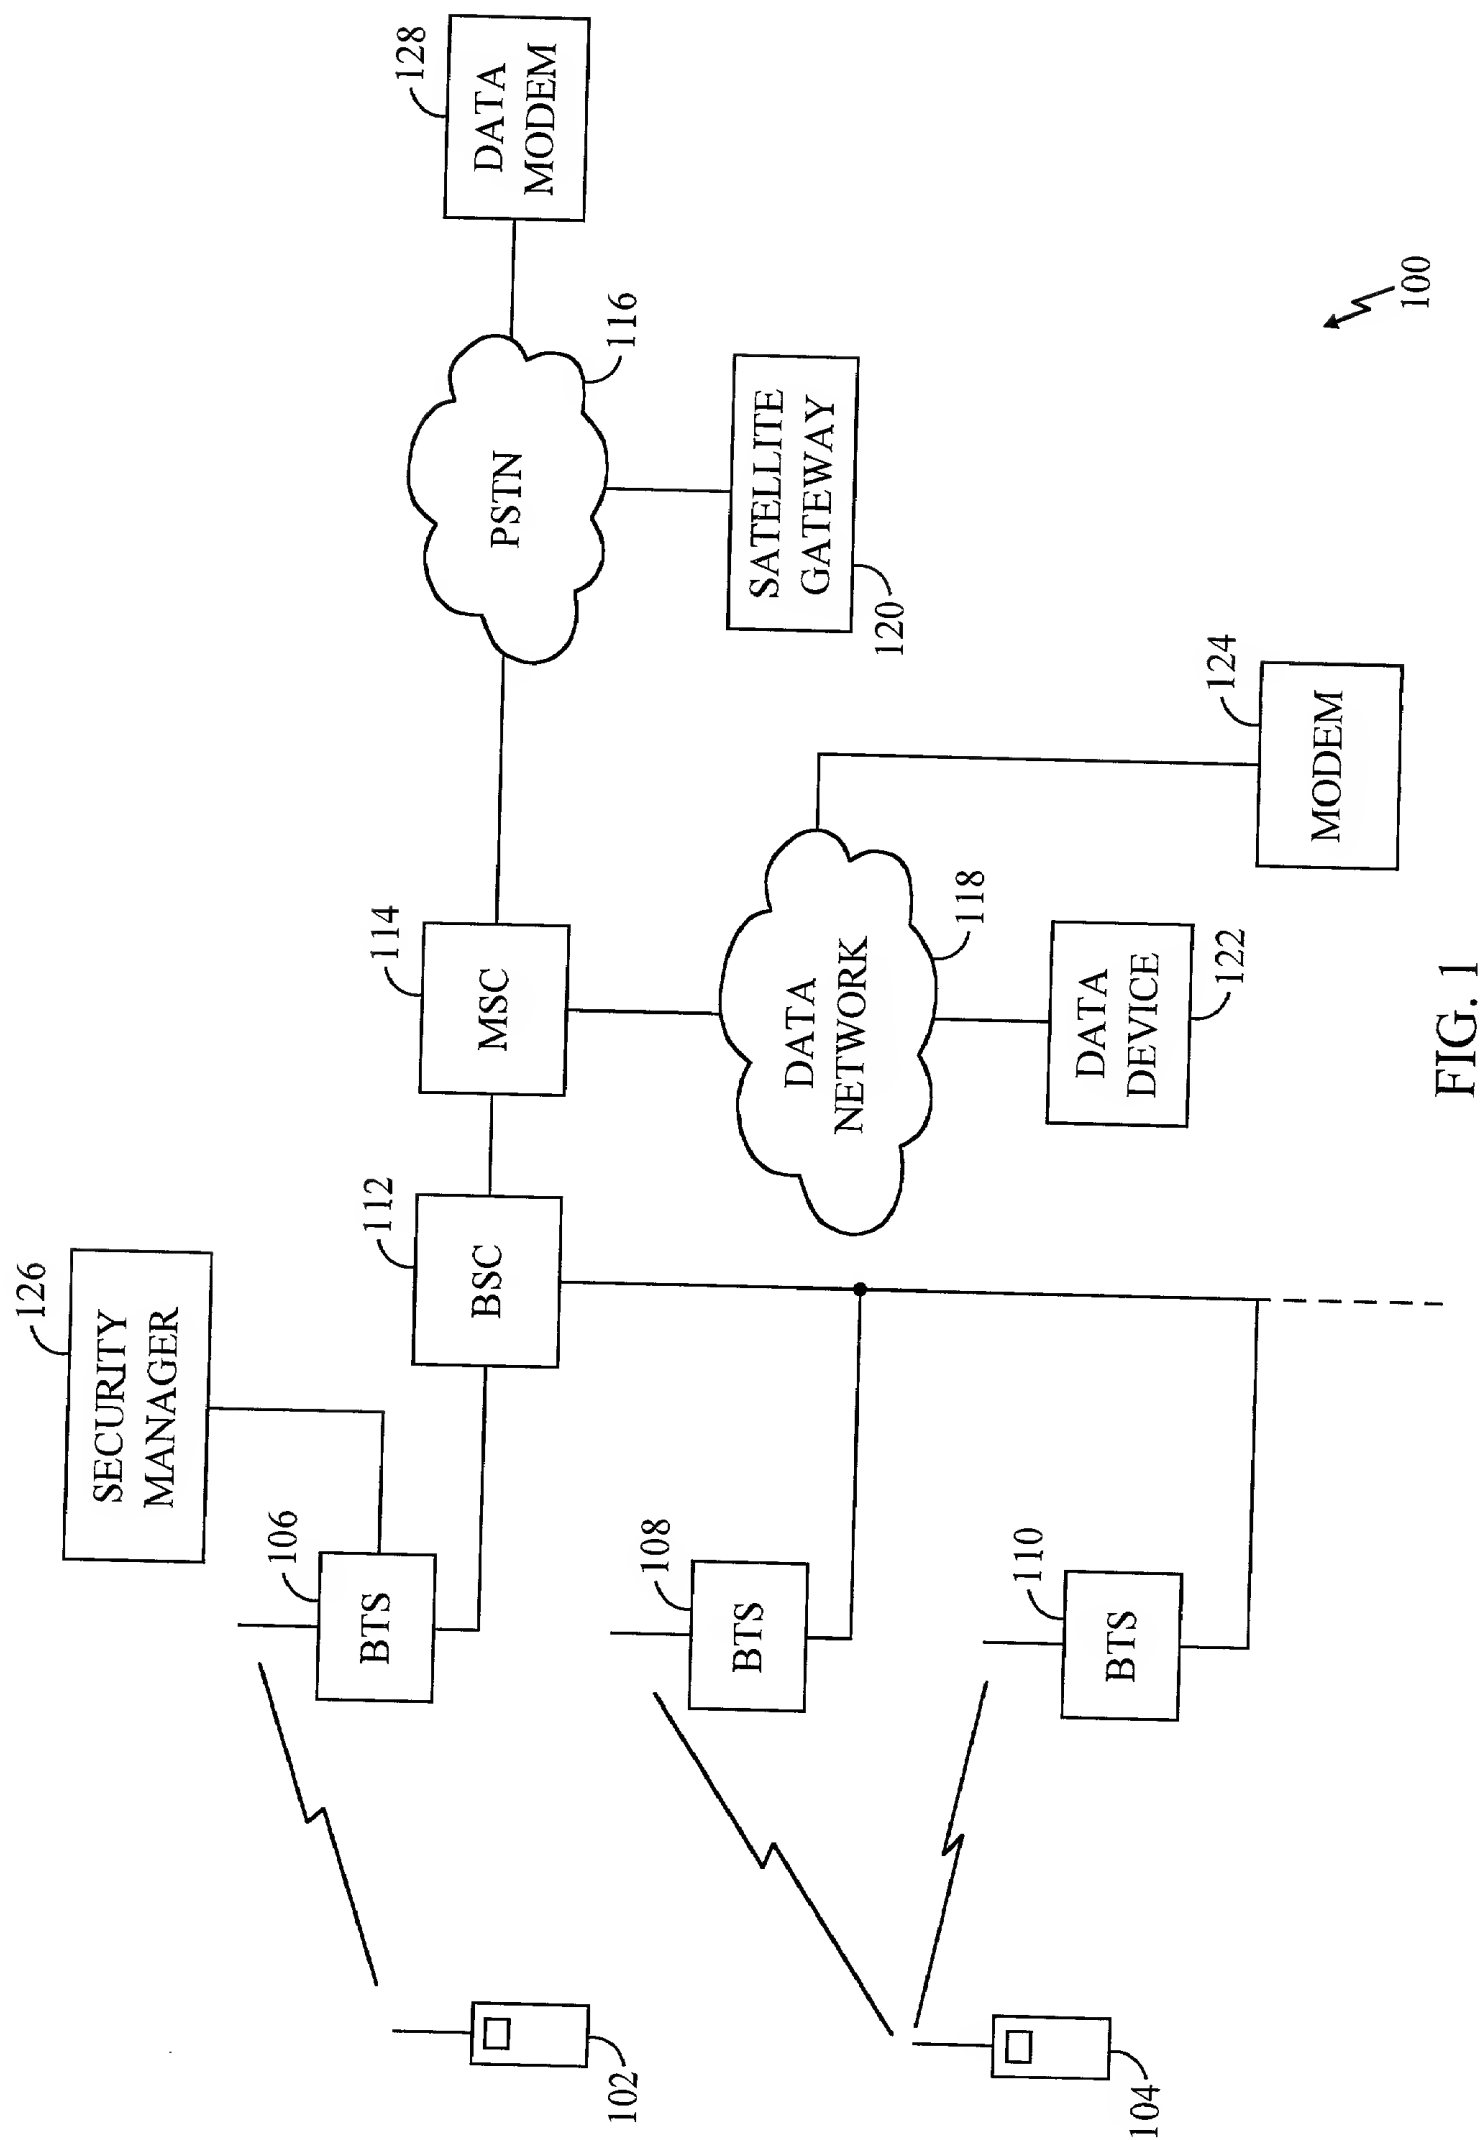 126
SECURITY
MANAGER
106
BTS
112
BSC
114
MSC
PSTN
116
128
DATA
MODEM
SATELLITE
GATEWAY
120
DATA
NETWORK
118
DATA
DEVICE
122
124
MODEM
108
BTS
110
BTS
102
104
100
FIG. 1